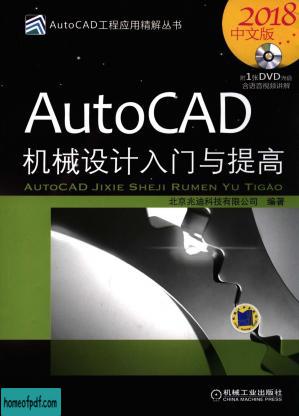 AutoCAD工程应用精解丛书
2018
中文版
附1张DVD光盘
含语音视频讲解
AutoCAD
机械设计入门与提高
AUTOCAD JIXIE SHEJI RUMEN YU TIGAO
北京兆迪科技有限公司 编著
机械工业出版社
CHINA MACHINE PRESS
homeofpdf.com